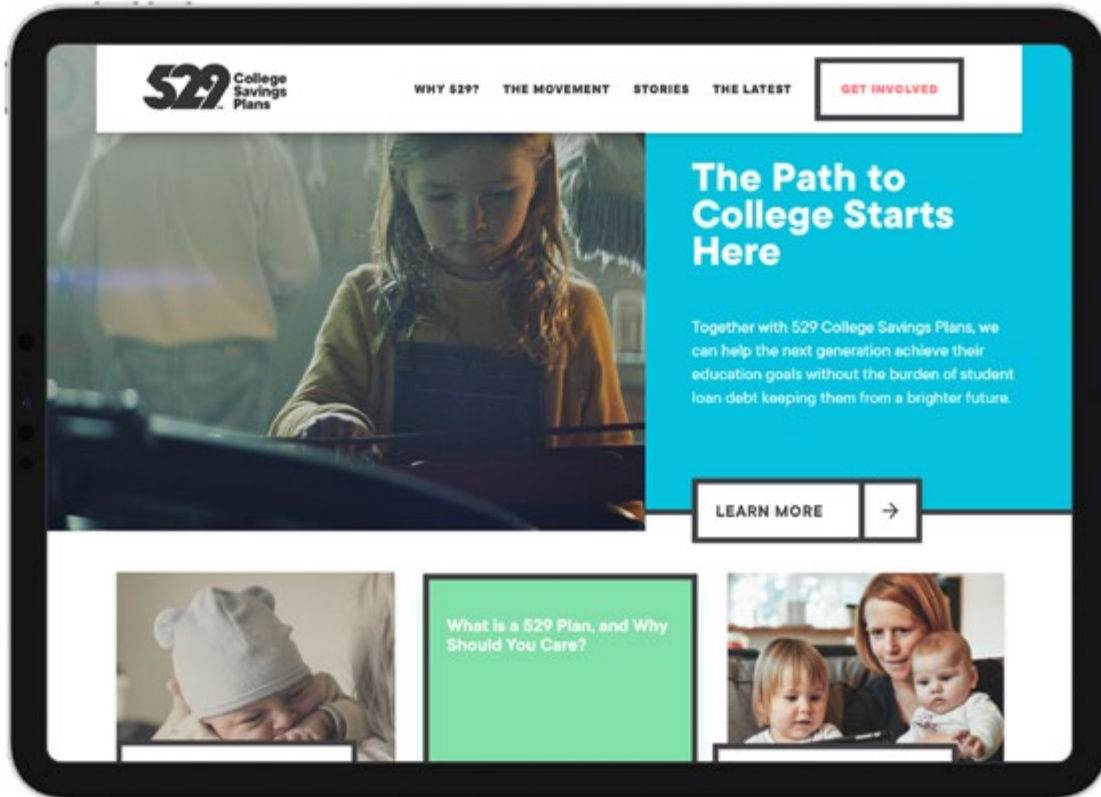 529 College
Savings
Plans
WHY 529?
THE MOVEMENT
STORIES
THE LATEST
GET INVOLVED
The Path to
College Starts
Here
Together with 529 College Savings Plans, we
can help the next generation achieve their
education goals without the burden of student
loan debt keeping them from a brighter future.
LEARN MORE
What is a 529 Plan, and Why
Should You Care?